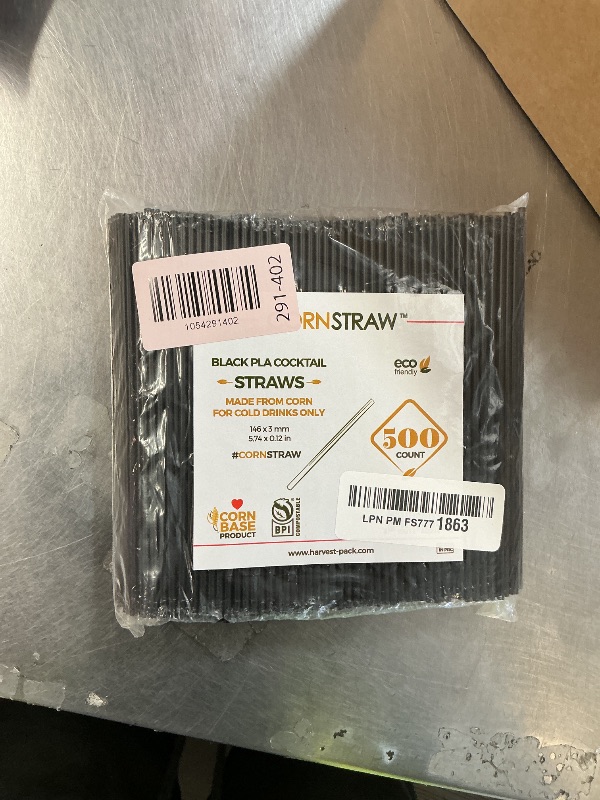 1054291402
291-402
ORNSTRAW™
BLACK PLA COCKTAIL
STRAWS
MADE FROM CORN
FOR COLD DRINKS ONLY
146 x 3 mm
5.74 x 0.12 in
#CORNSTRAW
eco
friendly
500
COUNT
CORN
BASE
PRODUCT
BPI
COMPOSTABLE
LPN PM FS777 1863
www.harvest-pack.com